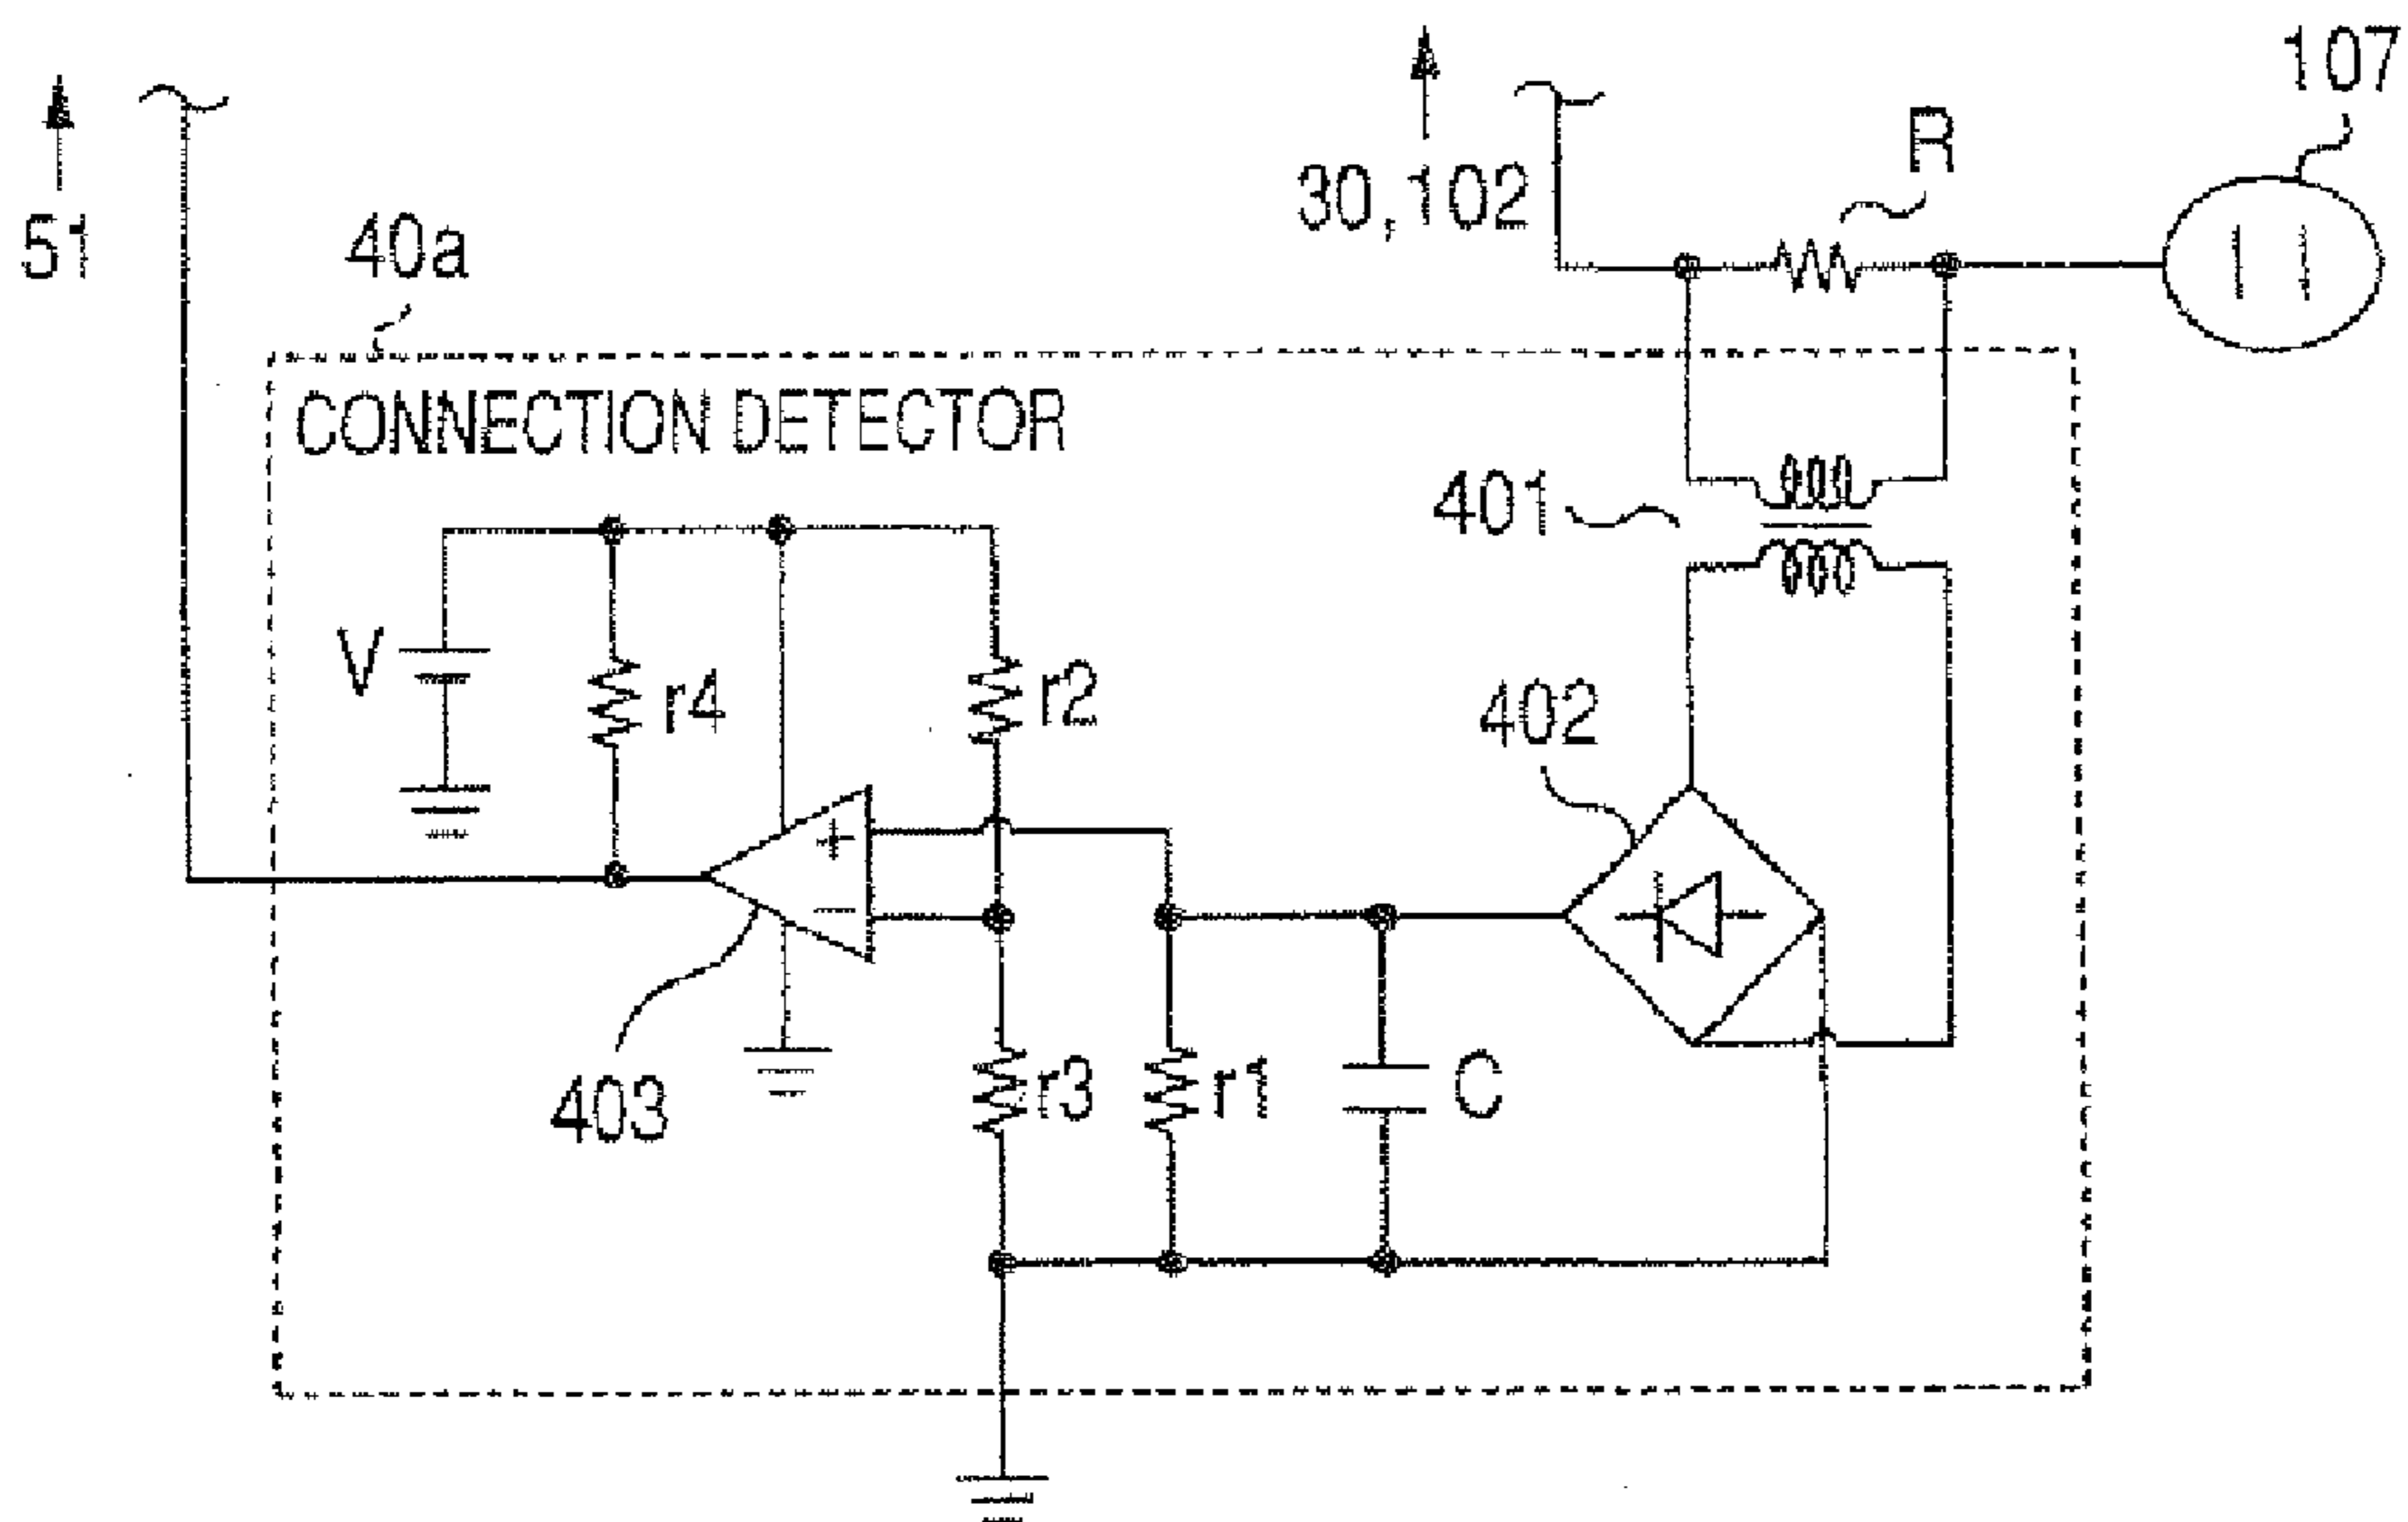 107
R
30,102
51
40a
CONNECTION DETECTOR
401
V
r4
r2
402
+
−
403
r3
r1
C